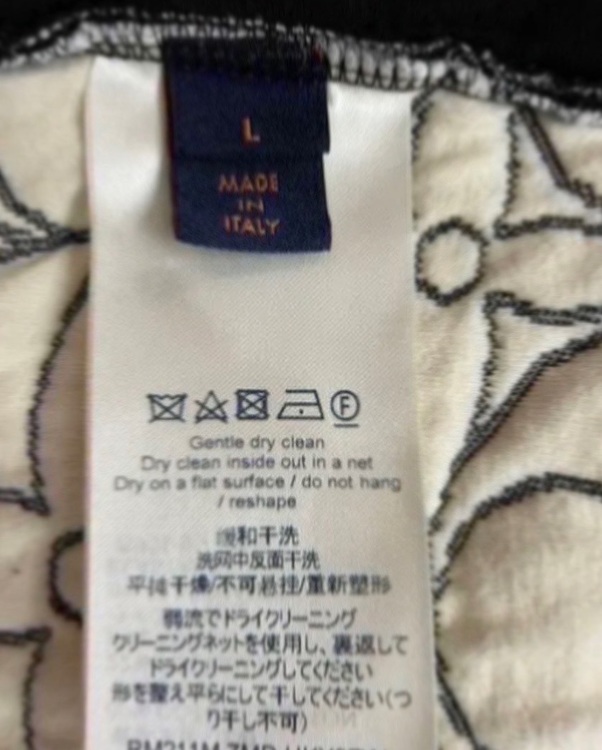 L
MADE
IN
ITALY
F
Gentle dry clean
Dry clean inside out in a net
Dry on a flat surface / do not hang
/ reshape
缓和干洗
洗网中反面干洗
平摊干燥/不可悬挂/重新塑形
弱流でドライクリーニング
クリーニングネットを使用し、裏返して
ドライクリーニングしてください
形を整え平らにして干してください(つ
り干し不可)